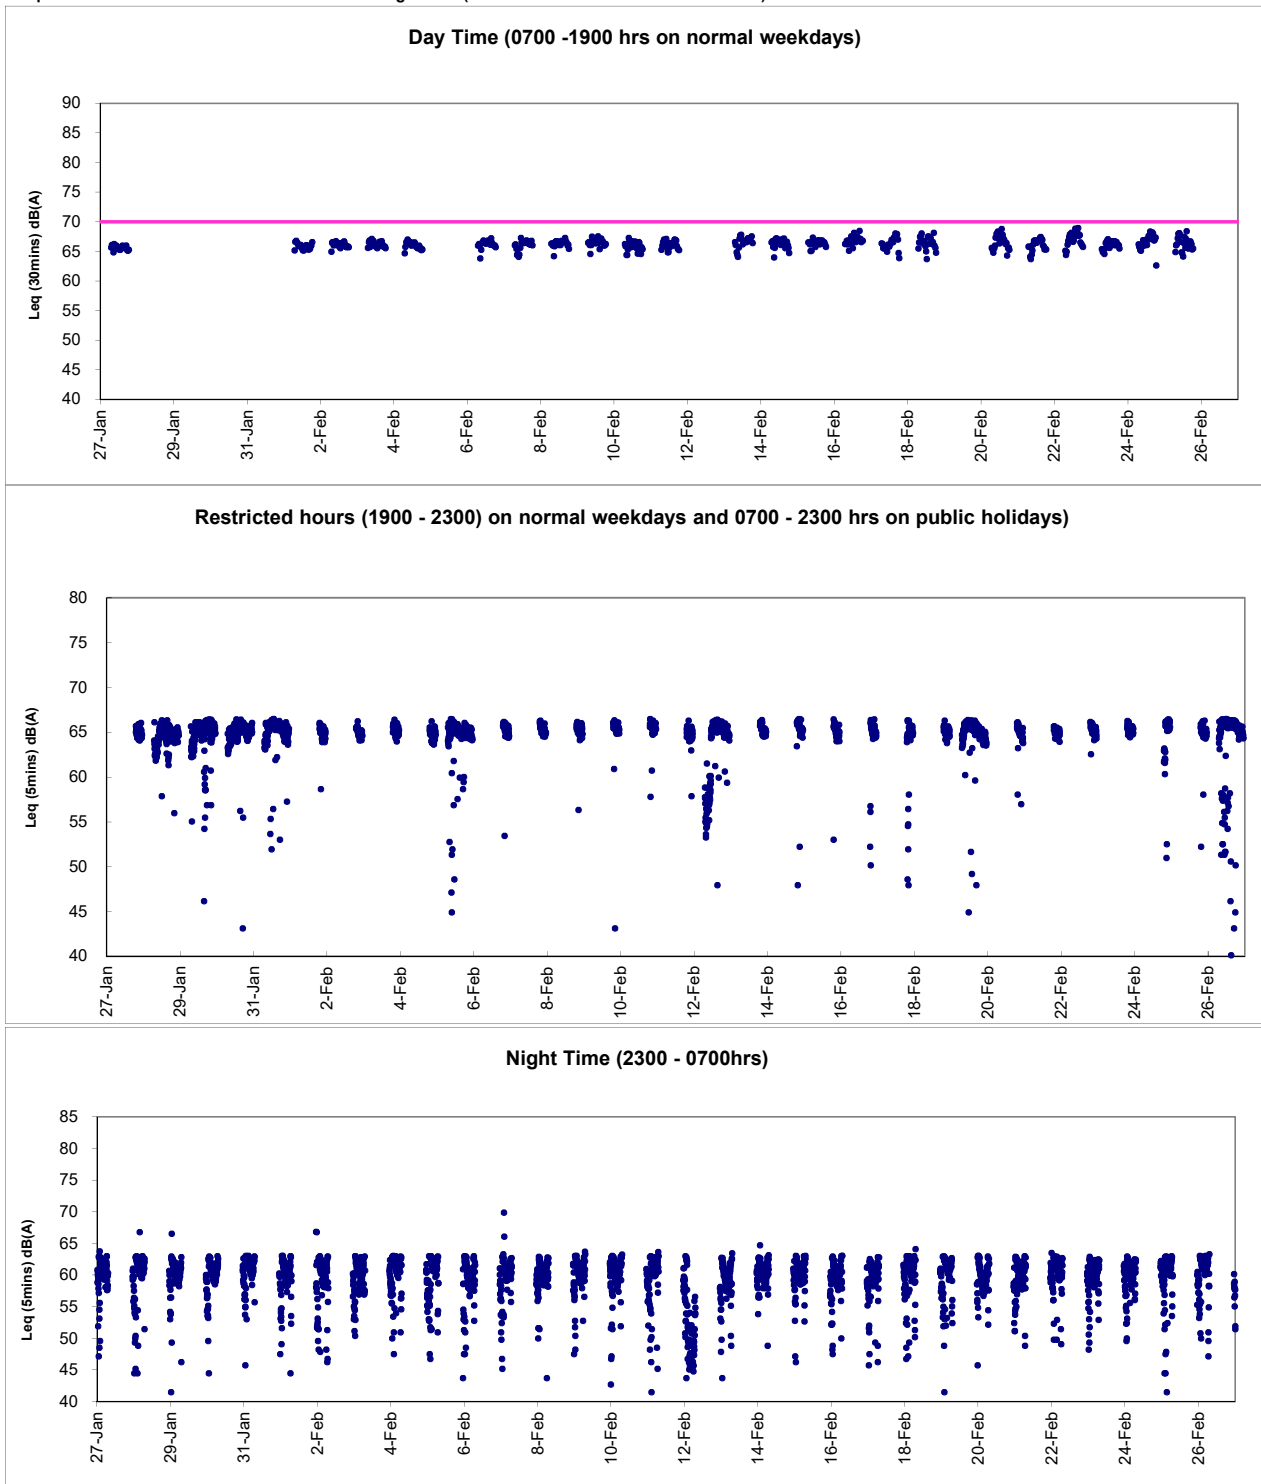 Day Time (0700 -1900 hrs on normal weekdays)
90
85
80
75
70
65
60
55
50
45
40
Leq (30mins) dB(A)
27-Jan
29-Jan
31-Jan
2-Feb
4-Feb
6-Feb
8-Feb
10-Feb
12-Feb
14-Feb
16-Feb
18-Feb
20-Feb
22-Feb
24-Feb
26-Feb
Restricted hours (1900 - 2300) on normal weekdays and 0700 - 2300 hrs on public holidays)
80
75
70
65
60
55
50
45
40
Leq (5mins) dB(A)
27-Jan
29-Jan
31-Jan
2-Feb
4-Feb
6-Feb
8-Feb
10-Feb
12-Feb
14-Feb
16-Feb
18-Feb
20-Feb
22-Feb
24-Feb
26-Feb
Night Time (2300 - 0700hrs)
85
80
75
70
65
60
55
50
45
40
Leq (5mins) dB(A)
27-Jan
29-Jan
31-Jan
2-Feb
4-Feb
6-Feb
8-Feb
10-Feb
12-Feb
14-Feb
16-Feb
18-Feb
20-Feb
22-Feb
24-Feb
26-Feb